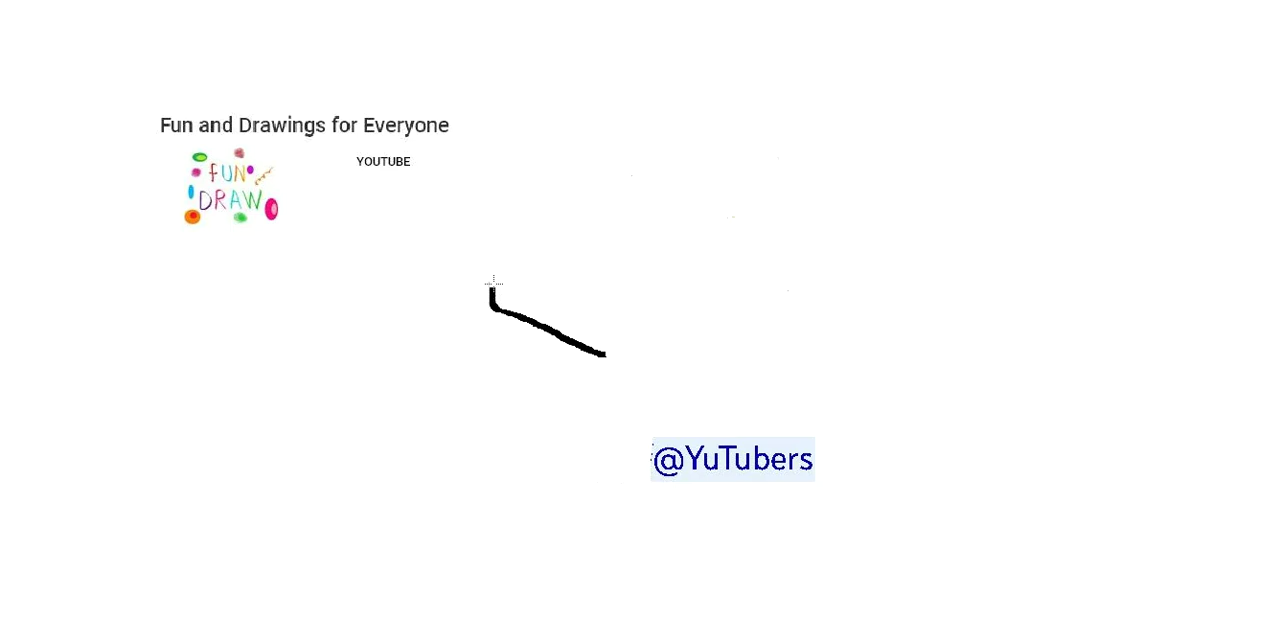 Fun and Drawings for Everyone
YOUTUBE
fUN
DRAW
@YuTubers